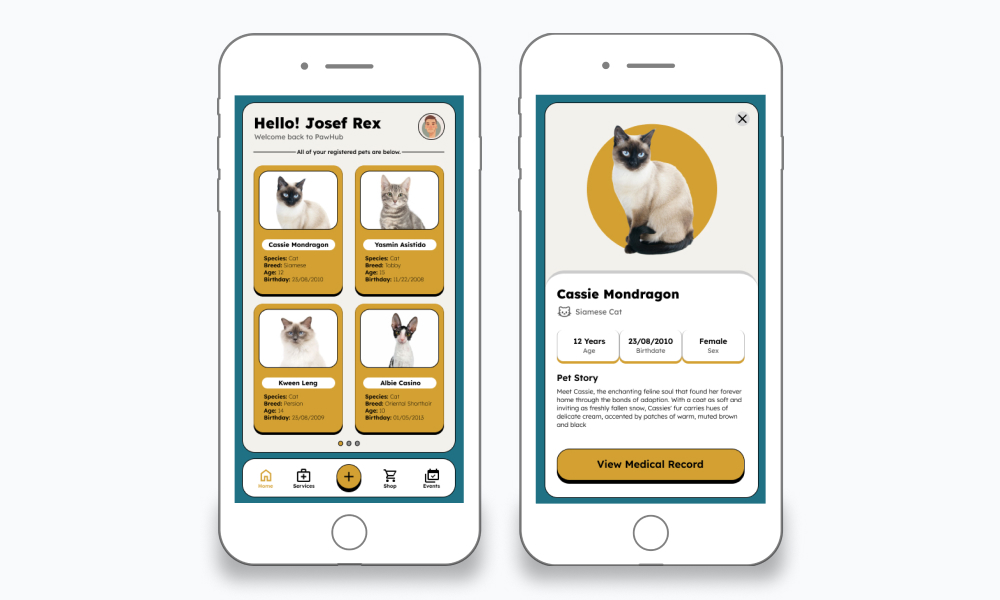 Hello! Josef Rex
Welcome back to PawHub
All of your registered pets are below.
Cassie Mondragon
Species: Cat
Breed: Siamese
Age: 12
Birthday: 23/08/2010
Yasmin Asistido
Species: Cat
Breed: Tabby
Age: 15
Birthday: 11/22/2008
Kween Leng
Species: Cat
Breed: Persian
Age: 14
Birthday: 23/08/2009
Albie Casino
Species: Cat
Breed: Oriental Shorthair
Age: 10
Birthday: 01/05/2013
Home
Services
Shop
Events
Cassie Mondragon
Siamese Cat
12 Years
Age
23/08/2010
Birthdate
Female
Sex
Pet Story
Meet Cassie, the enchanting feline soul that found her forever
home through the bonds of adoption. With a coat as soft and
inviting as freshly fallen snow, Cassies' fur carries hues of
delicate cream, accented by patches of warm, muted brown
and black
View Medical Record